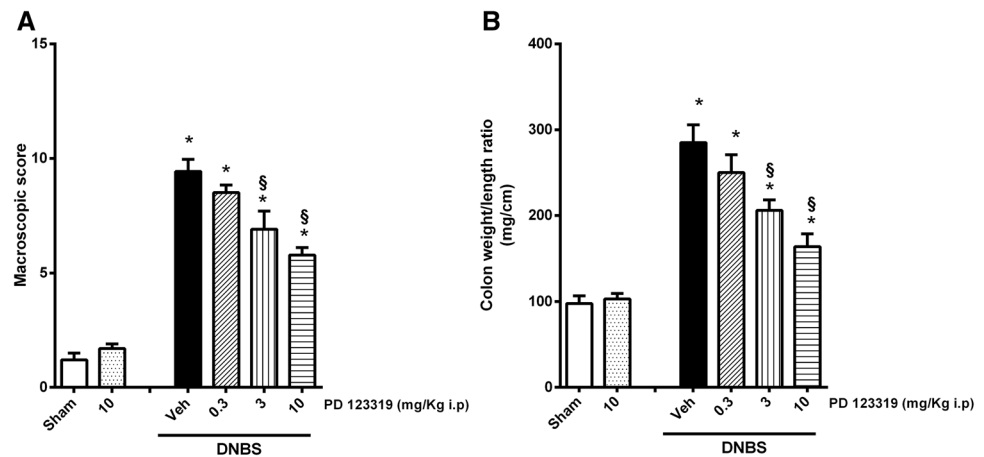 A
Macroscopic score
15
10
5
0
*
*
§
*
§
*
Sham
10
Veh
0.3
3
10
PD 123319 (mg/Kg i.p)
DNBS
B
Colon weight/length ratio
(mg/cm)
400
300
200
100
0
*
*
§
*
§
*
Sham
10
Veh
0.3
3
10
PD 123319 (mg/Kg i.p)
DNBS